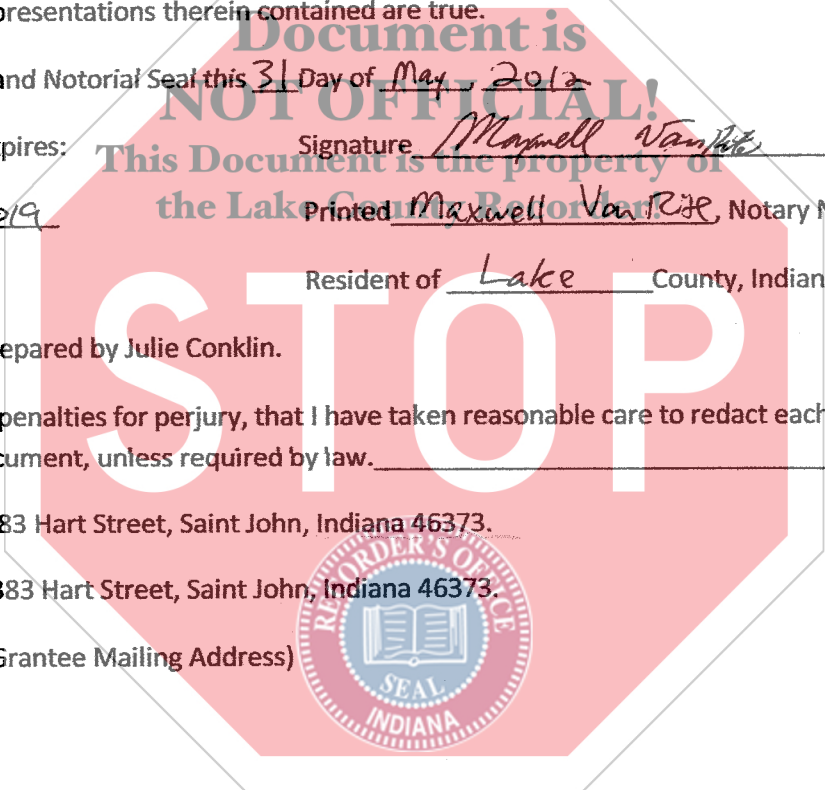 presentations therein contained are true.
Document is
and Notorial Seal this 31 Day of May, 2012
NOT OFFICIAL!
pires: Signature Maxwell Van
This Document is the property of
the Lake County Recorder!
2/9 Printed Maxwell Van , Notary
Resident of Lake County, Indian
STOP
epared by Julie Conklin.
penalties for perjury, that I have taken reasonable care to redact each
cument, unless required by law.
83 Hart Street, Saint John, Indiana 46373.
383 Hart Street, Saint John, Indiana 46373.
Grantee Mailing Address)
RECORDER'S OFFICE
SEAL
INDIANA